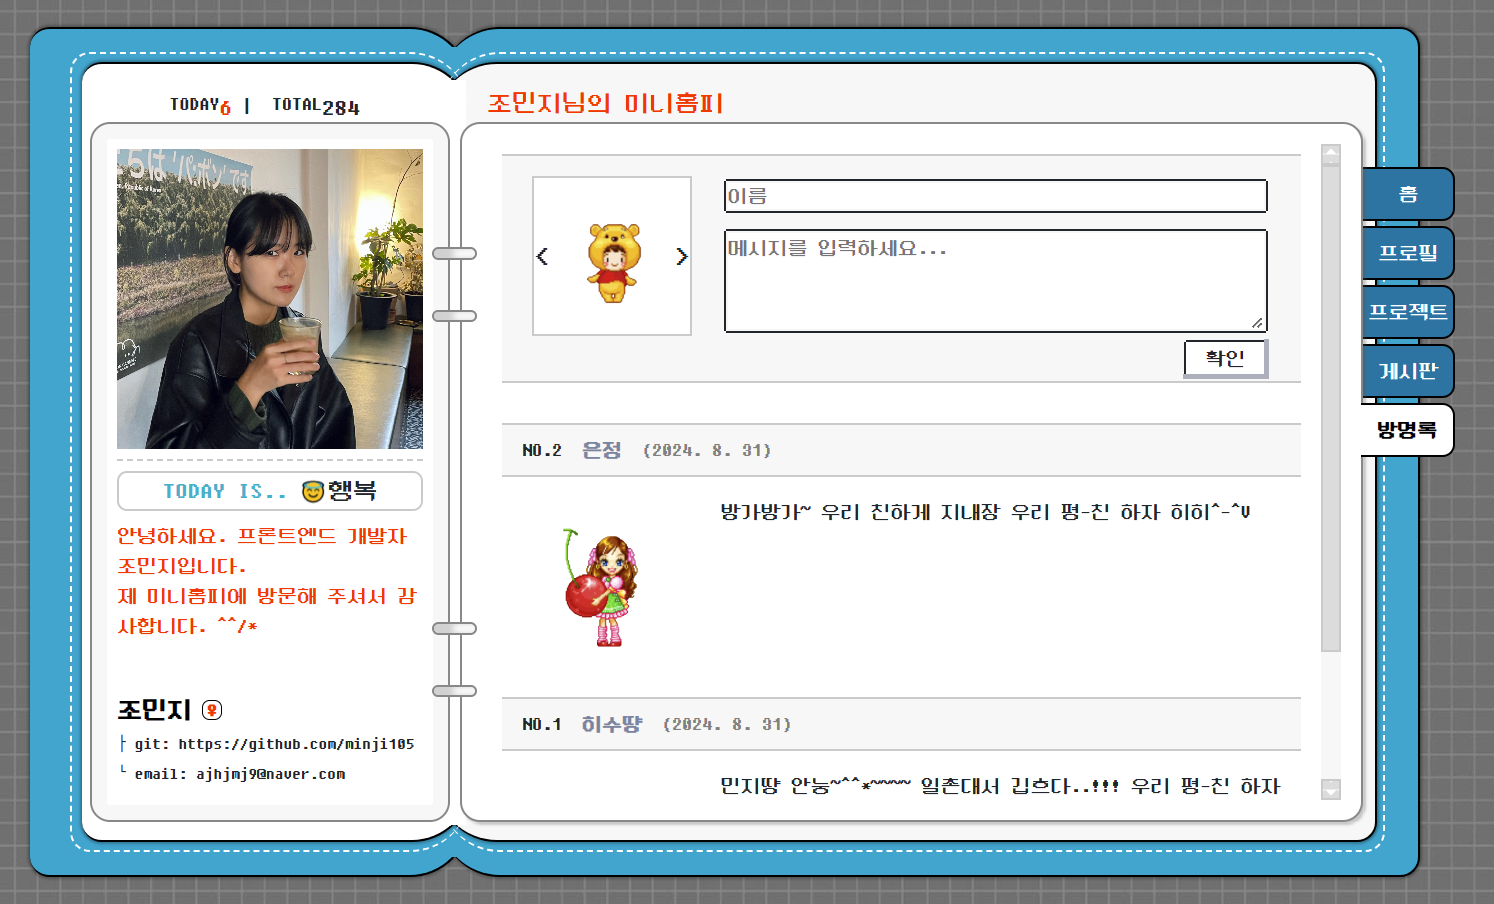 TODAY6 | TOTAL284
조민지님의 미니홈피
TODAY IS.. 😇행복
안녕하세요. 프론트엔드 개발자
조민지입니다.
제 미니홈피에 방문해 주셔서 감
사합니다. ^^/*
조민지
├ git: https://github.com/minji105
└ email: ajhjmj9@naver.com
<
>
이름
메시지를 입력하세요...
확인
NO.2 은정 (2024. 8. 31)
방가방가~ 우리 친하게 지내장 우리 평-친 하자 히히^-^V
NO.1 히수땽 (2024. 8. 31)
민지땽 안눙~^^*~~~~ 일촌대서 깁흐다..!!! 우리 평-친 하자
홈
프로필
프로젝트
게시판
방명록